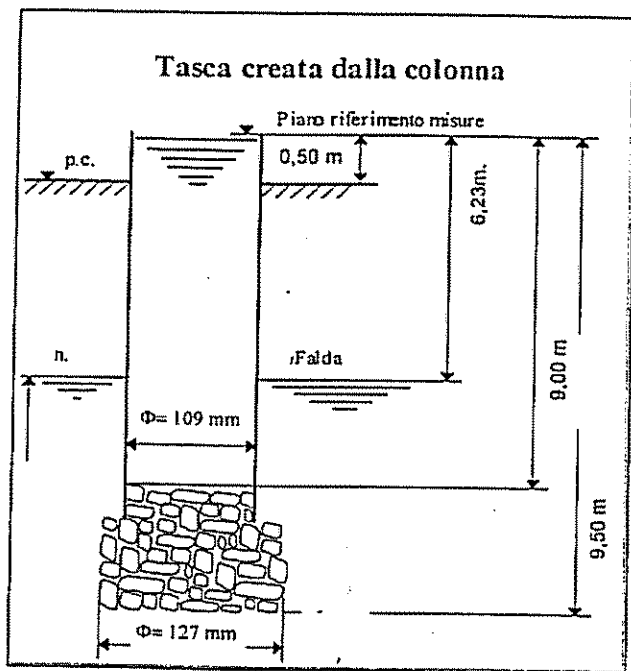 Tasca creata dalla colonna
Piano riferimento misure
p.c.
0,50 m
6,23m.
n.
Falda
Φ= 109 mm
9,00 m
9,50 m
Φ= 127 mm